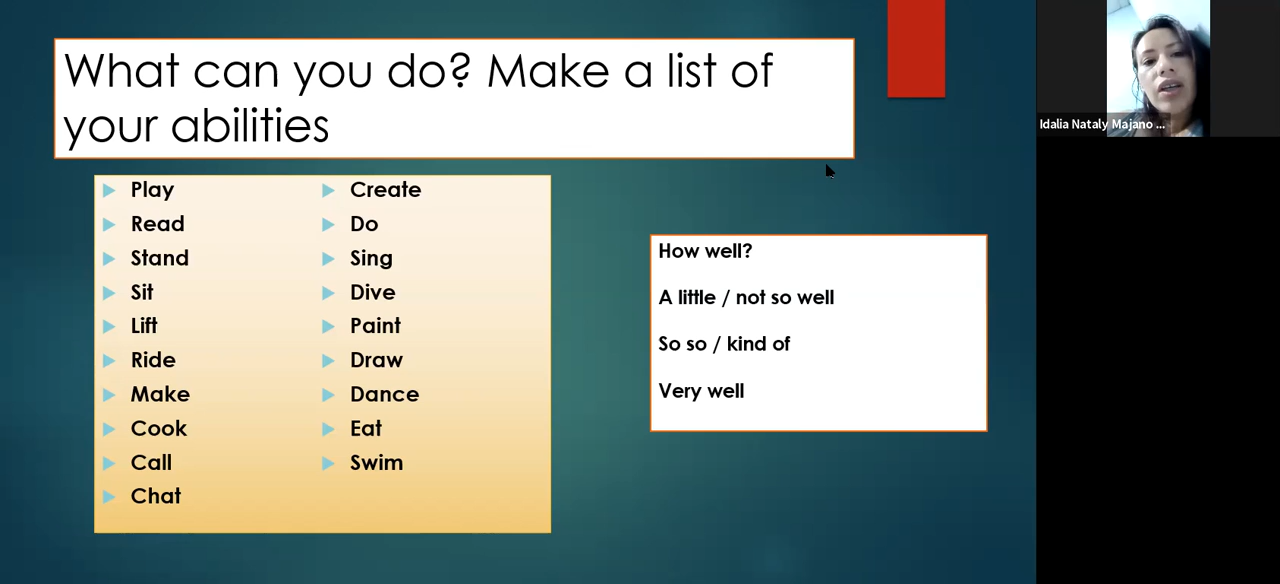 What can you do? Make a list of
your abilities
Play
Read
Stand
Sit
Lift
Ride
Make
Cook
Call
Chat
Create
Do
Sing
Dive
Paint
Draw
Dance
Eat
Swim
How well?
A little / not so well
So so / kind of
Very well
Idalia Nataly Majano ...